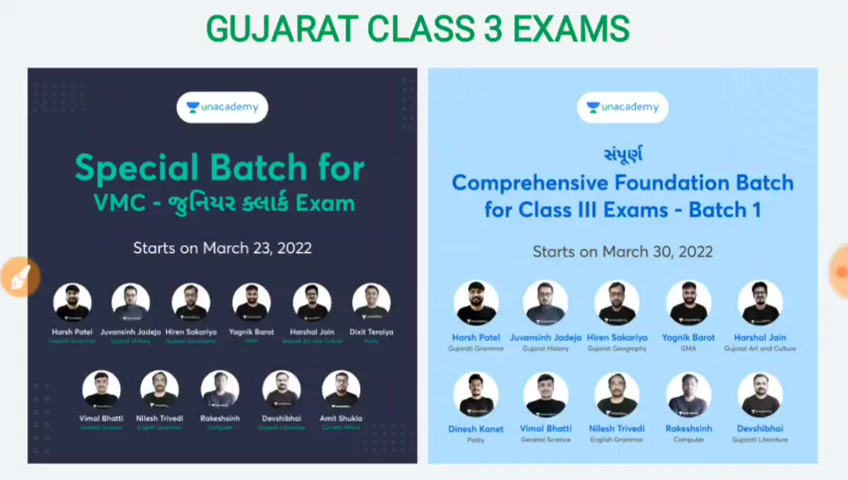 GUJARAT CLASS 3 EXAMS
unacademy
Special Batch for
VMC - જુનિયર ક્લાર્ક Exam
Starts on March 23, 2022
Harsh Patel Juvansinh Jadeja Hiren Sakariya Yagnik Barot Harshal Jain Dixit Teraiya
Gujarati Grammar Gujarat History Gujarat Geography GMA Gujarat Art and Culture Polity
Vimal Bhatti Nilesh Trivedi Rakeshsinh Devshibhai Amit Shukla
General Science English Grammar Computer Gujarati Literature Current Affairs
unacademy
સંપૂર્ણ
Comprehensive Foundation Batch
for Class III Exams - Batch 1
Starts on March 30, 2022
Harsh Patel Juvansinh Jadeja Hiren Sakariya Yagnik Barot Harshal Jain
Gujarati Grammar Gujarat History Gujarat Geography GMA Gujarat Art and Culture
Dinesh Kanet Vimal Bhatti Nilesh Trivedi Rakeshsinh Devshibhai
Polity General Science English Grammar Computer Gujarati Literature